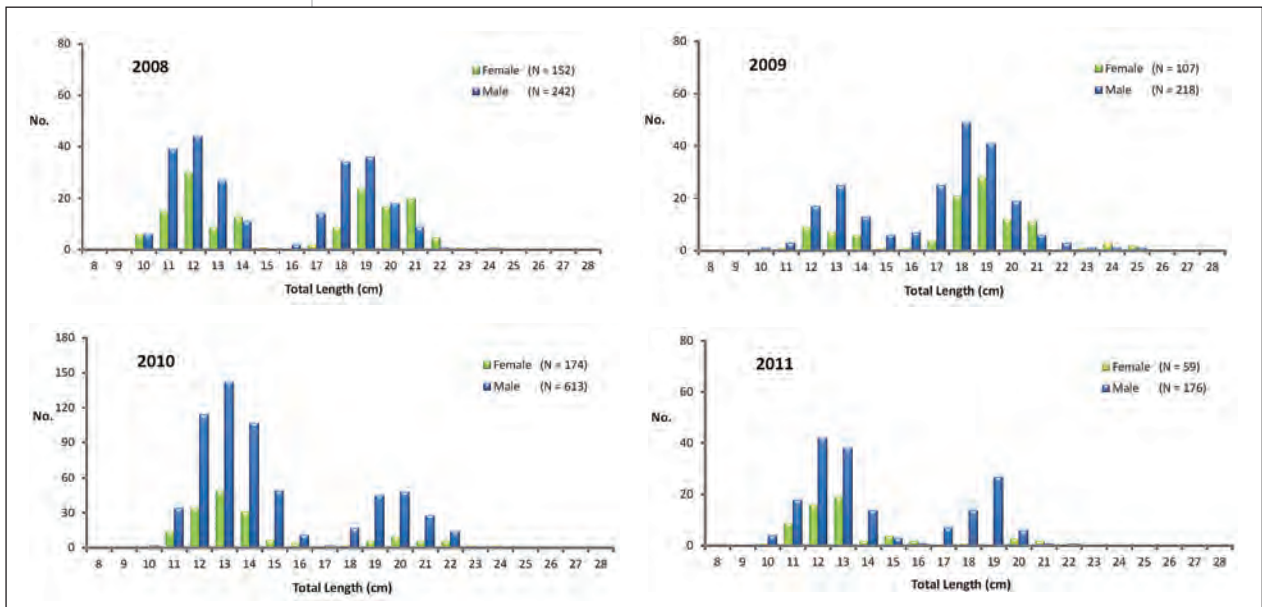 80
60
40
20
0
No.
2008
Female (N = 152)
Male (N = 242)
8 9 10 11 12 13 14 15 16 17 18 19 20 21 22 23 24 25 26 27 28
Total Length (cm)
80
60
40
20
0
No.
2009
Female (N = 107)
Male (N = 218)
8 9 10 11 12 13 14 15 16 17 18 19 20 21 22 23 24 25 26 27 28
Total Length (cm)
180
150
120
90
60
30
0
No.
2010
Female (N = 174)
Male (N = 613)
8 9 10 11 12 13 14 15 16 17 18 19 20 21 22 23 24 25 26 27 28
Total Length (cm)
80
60
40
20
0
No.
2011
Female (N = 59)
Male (N = 176)
8 9 10 11 12 13 14 15 16 17 18 19 20 21 22 23 24 25 26 27 28
Total Length (cm)